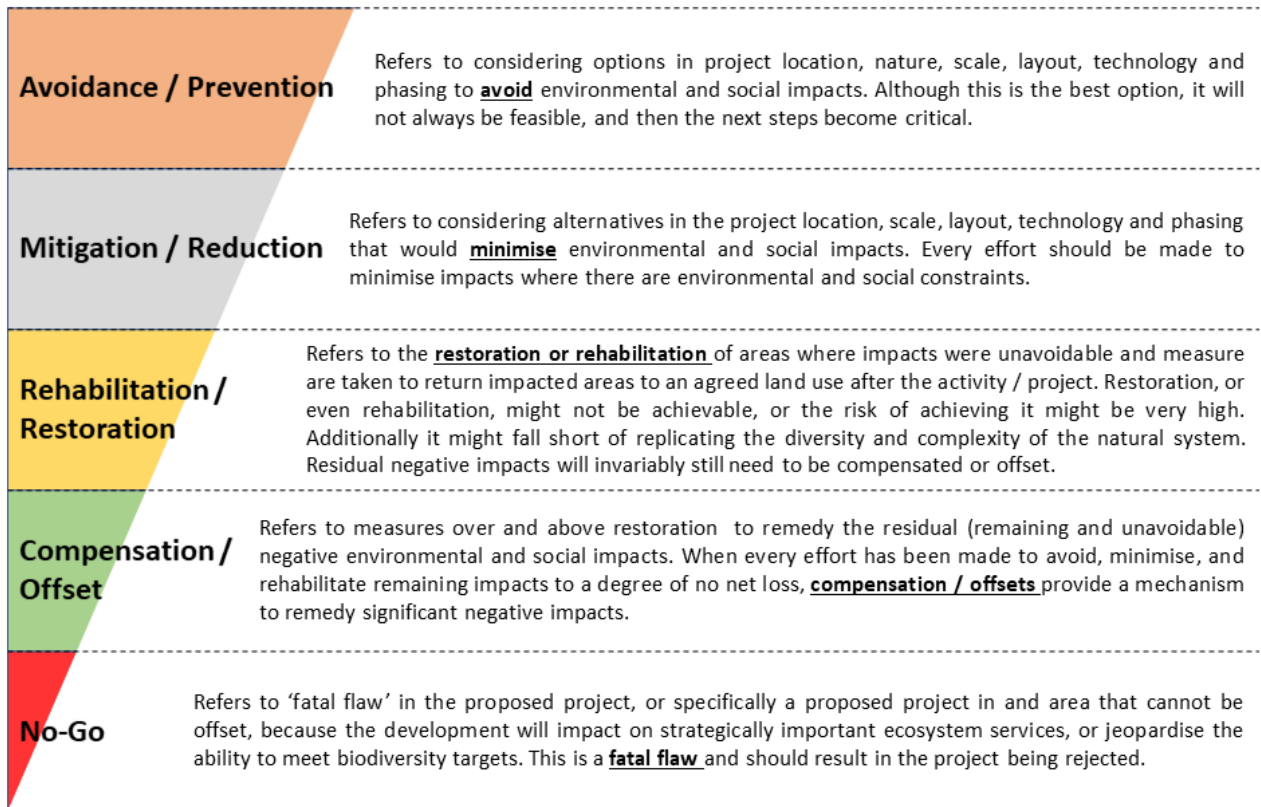 Avoidance / Prevention
Refers to considering options in project location, nature, scale, layout, technology and
phasing to avoid environmental and social impacts. Although this is the best option, it will
not always be feasible, and then the next steps become critical.
Mitigation / Reduction
Refers to considering alternatives in the project location, scale, layout, technology and phasing
that would minimise environmental and social impacts. Every effort should be made to
minimise impacts where there are environmental and social constraints.
Rehabilitation /
Restoration
Refers to the restoration or rehabilitation of areas where impacts were unavoidable and measure
are taken to return impacted areas to an agreed land use after the activity / project. Restoration, or
even rehabilitation, might not be achievable, or the risk of achieving it might be very high.
Additionally it might fall short of replicating the diversity and complexity of the natural system.
Residual negative impacts will invariably still need to be compensated or offset.
Compensation /
Offset
Refers to measures over and above restoration to remedy the residual (remaining and unavoidable)
negative environmental and social impacts. When every effort has been made to avoid, minimise, and
rehabilitate remaining impacts to a degree of no net loss, compensation / offsets provide a mechanism
to remedy significant negative impacts.
No-Go
Refers to ‘fatal flaw’ in the proposed project, or specifically a proposed project in and area that cannot be
offset, because the development will impact on strategically important ecosystem services, or jeopardise the
ability to meet biodiversity targets. This is a fatal flaw and should result in the project being rejected.